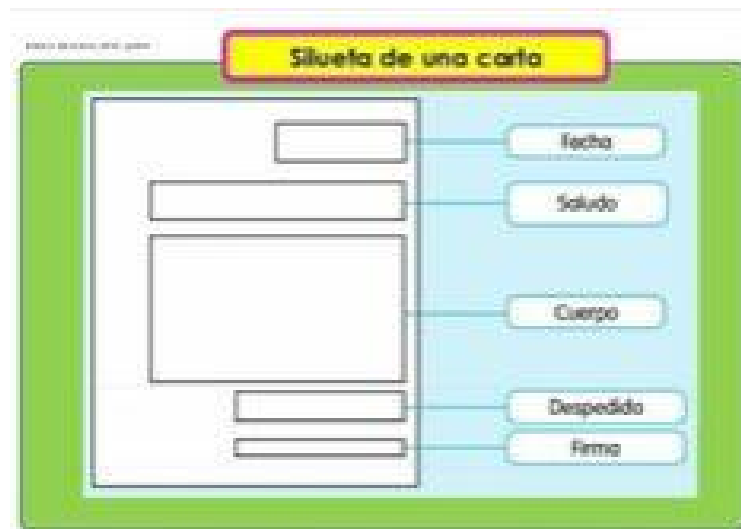 Silueta de una carta
Fecha
Saludo
Cuerpo
Despedida
Firma